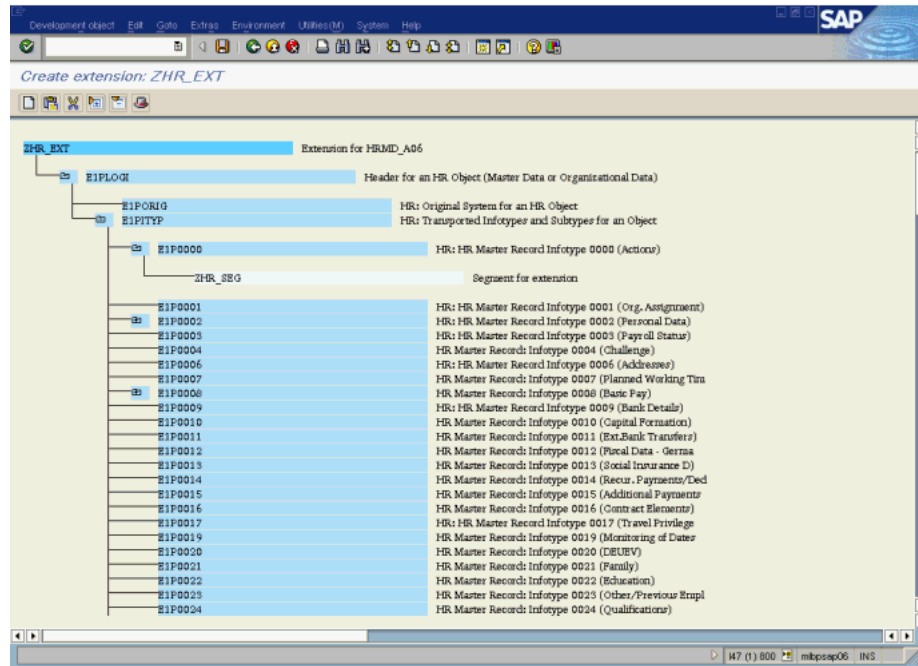 Development object Edit Goto Extras Environment Utilities(M) System Help
SAP
Create extension: ZHR_EXT
ZHR_EXT Extension for HRMD_A06
E1PLOGI Header for an HR Object (Master Data or Organizational Data)
E1PORIG HR: Original System for an HR Object
E1PITYP HR: Transported Infotypes and Subtypes for an Object
E1P0000 HR: HR Master Record Infotype 0000 (Actions)
ZHR_SEG Segment for extension
E1P0001 HR: HR Master Record Infotype 0001 (Org. Assignment)
E1P0002 HR: HR Master Record Infotype 0002 (Personal Data)
E1P0003 HR: HR Master Record Infotype 0003 (Payroll Status)
E1P0004 HR Master Record: Infotype 0004 (Challenge)
E1P0006 HR: HR Master Record Infotype 0006 (Addresses)
E1P0007 HR Master Record: Infotype 0007 (Planned Working Tim
E1P0008 HR Master Record: Infotype 0008 (Basic Pay)
E1P0009 HR: HR Master Record Infotype 0009 (Bank Details)
E1P0010 HR Master Record: Infotype 0010 (Capital Formation)
E1P0011 HR Master Record: Infotype 0011 (Ext.Bank Transfers)
E1P0012 HR Master Record: Infotype 0012 (Fiscal Data - Germa
E1P0013 HR Master Record: Infotype 0013 (Social Insurance D)
E1P0014 HR Master Record: Infotype 0014 (Recur. Payments/Ded
E1P0015 HR Master Record: Infotype 0015 (Additional Payments
E1P0016 HR Master Record: Infotype 0016 (Contract Elements)
E1P0017 HR: HR Master Record Infotype 0017 (Travel Privilege
E1P0019 HR Master Record: Infotype 0019 (Monitoring of Dates
E1P0020 HR Master Record: Infotype 0020 (DEUEV)
E1P0021 HR Master Record: Infotype 0021 (Family)
E1P0022 HR Master Record: Infotype 0022 (Education)
E1P0023 HR Master Record: Infotype 0023 (Other/Previous Empl
E1P0024 HR Master Record: Infotype 0024 (Qualifications)
I47 (1) 800 mbpsap06 INS